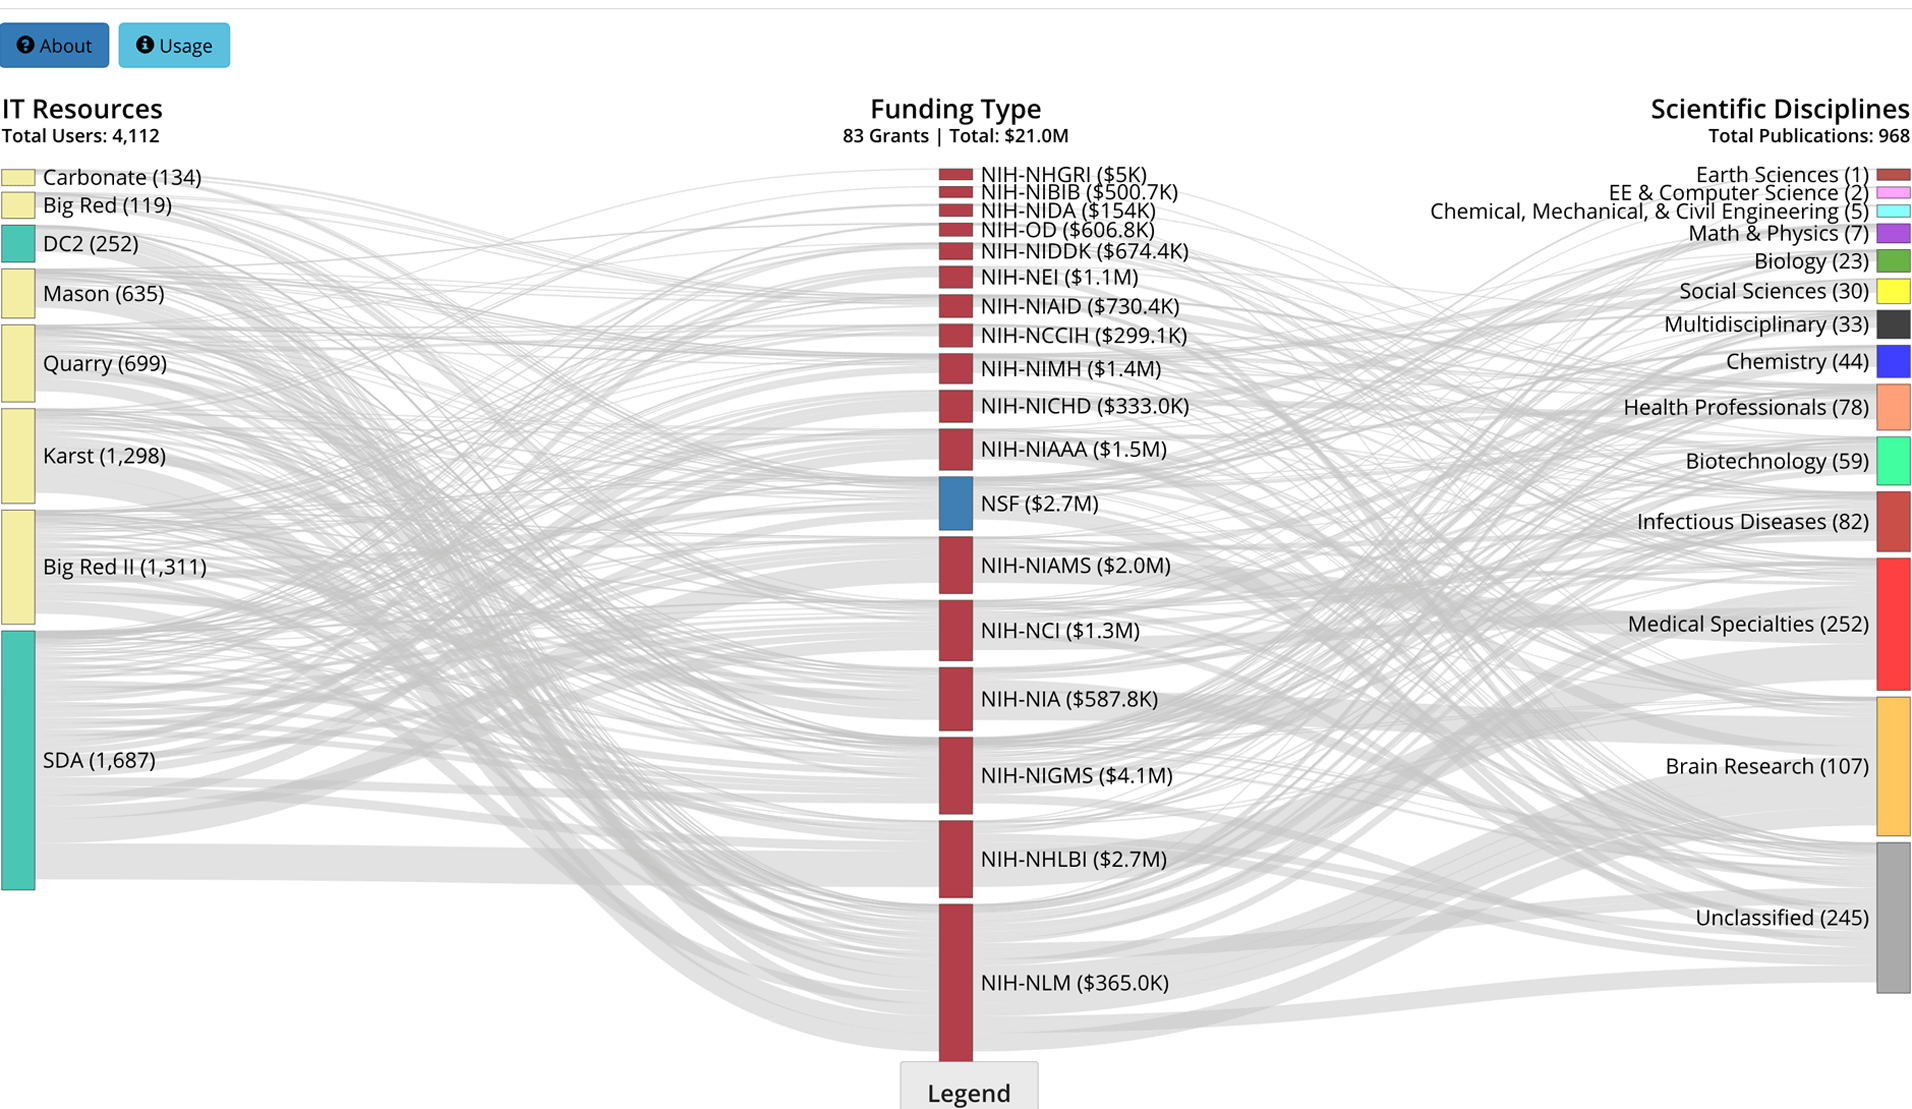 About
Usage
IT Resources
Total Users: 4,112
Carbonate (134)
Big Red (119)
DC2 (252)
Mason (635)
Quarry (699)
Karst (1,298)
Big Red II (1,311)
SDA (1,687)
Funding Type
83 Grants | Total: $21.0M
NIH-NHGRI ($5K)
NIH-NIBIB ($500.7K)
NIH-NIDA ($154K)
NIH-OD ($606.8K)
NIH-NIDDK ($674.4K)
NIH-NEI ($1.1M)
NIH-NIAID ($730.4K)
NIH-NCCIH ($299.1K)
NIH-NIMH ($1.4M)
NIH-NICHD ($333.0K)
NIH-NIAAA ($1.5M)
NSF ($2.7M)
NIH-NIAMS ($2.0M)
NIH-NCI ($1.3M)
NIH-NIA ($587.8K)
NIH-NIGMS ($4.1M)
NIH-NHLBI ($2.7M)
NIH-NLM ($365.0K)
Scientific Disciplines
Total Publications: 968
Earth Sciences (1)
EE & Computer Science (2)
Chemical, Mechanical, & Civil Engineering (5)
Math & Physics (7)
Biology (23)
Social Sciences (30)
Multidisciplinary (33)
Chemistry (44)
Health Professionals (78)
Biotechnology (59)
Infectious Diseases (82)
Medical Specialties (252)
Brain Research (107)
Unclassified (245)
Legend